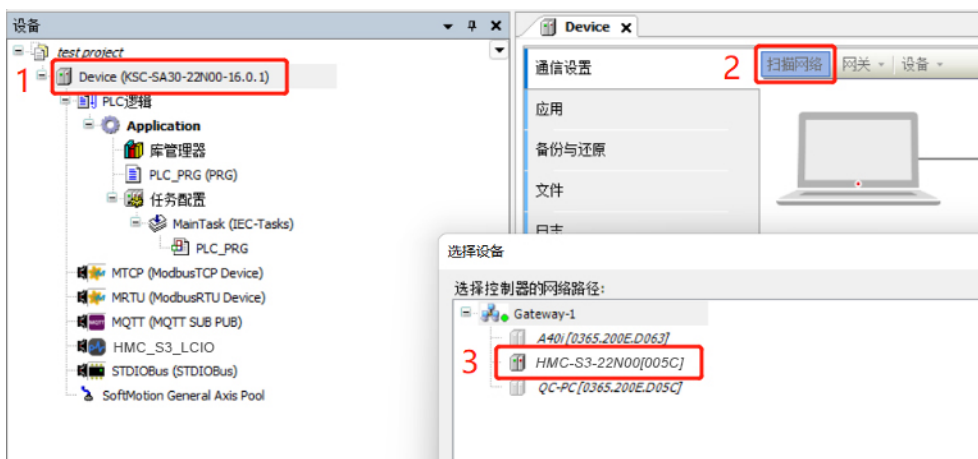 设备
test project
1
Device (KSC-SA30-22N00-16.0.1)
PLC逻辑
Application
库管理器
PLC_PRG (PRG)
任务配置
MainTask (IEC-Tasks)
PLC_PRG
MTCP (ModbusTCP Device)
MRTU (ModbusRTU Device)
MQTT (MQTT SUB PUB)
HMC_S3_LCIO
STDIOBus (STDIOBus)
SoftMotion General Axis Pool
Device
通信设置
2
扫描网络
网关
设备
应用
备份与还原
文件
日志
选择设备
选择控制器的网络路径:
Gateway-1
A40i [0365.200E.D063]
3
HMC-S3-22N00[005C]
QC-PC [0365.200E.D05C]